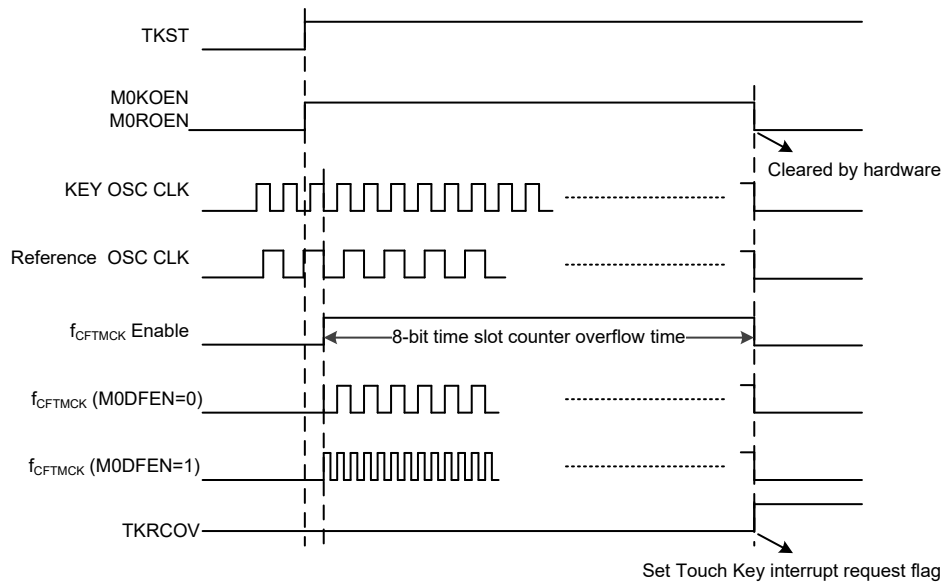 TKST
M0KOEN
M0ROEN
Cleared by hardware
KEY OSC CLK
Reference OSC CLK
fCFTMCK Enable
8-bit time slot counter overflow time
fCFTMCK (M0DFEN=0)
fCFTMCK (M0DFEN=1)
TKRCOV
Set Touch Key interrupt request flag